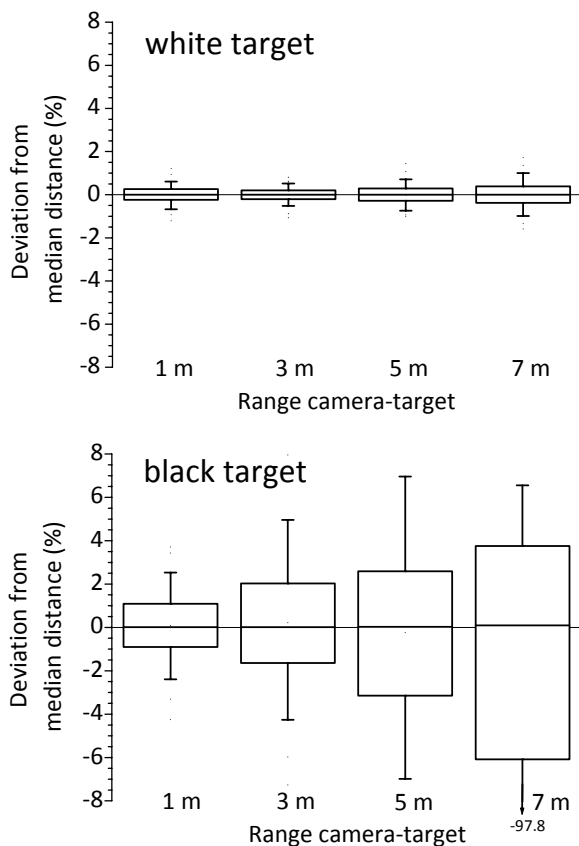 white target
Deviation from
median distance (%)
8
6
4
2
0
-2
-4
-6
-8
1 m 3 m 5 m 7 m
Range camera-target
black target
Deviation from
median distance (%)
8
6
4
2
0
-2
-4
-6
-8
1 m 3 m 5 m 7 m
-97.8
Range camera-target